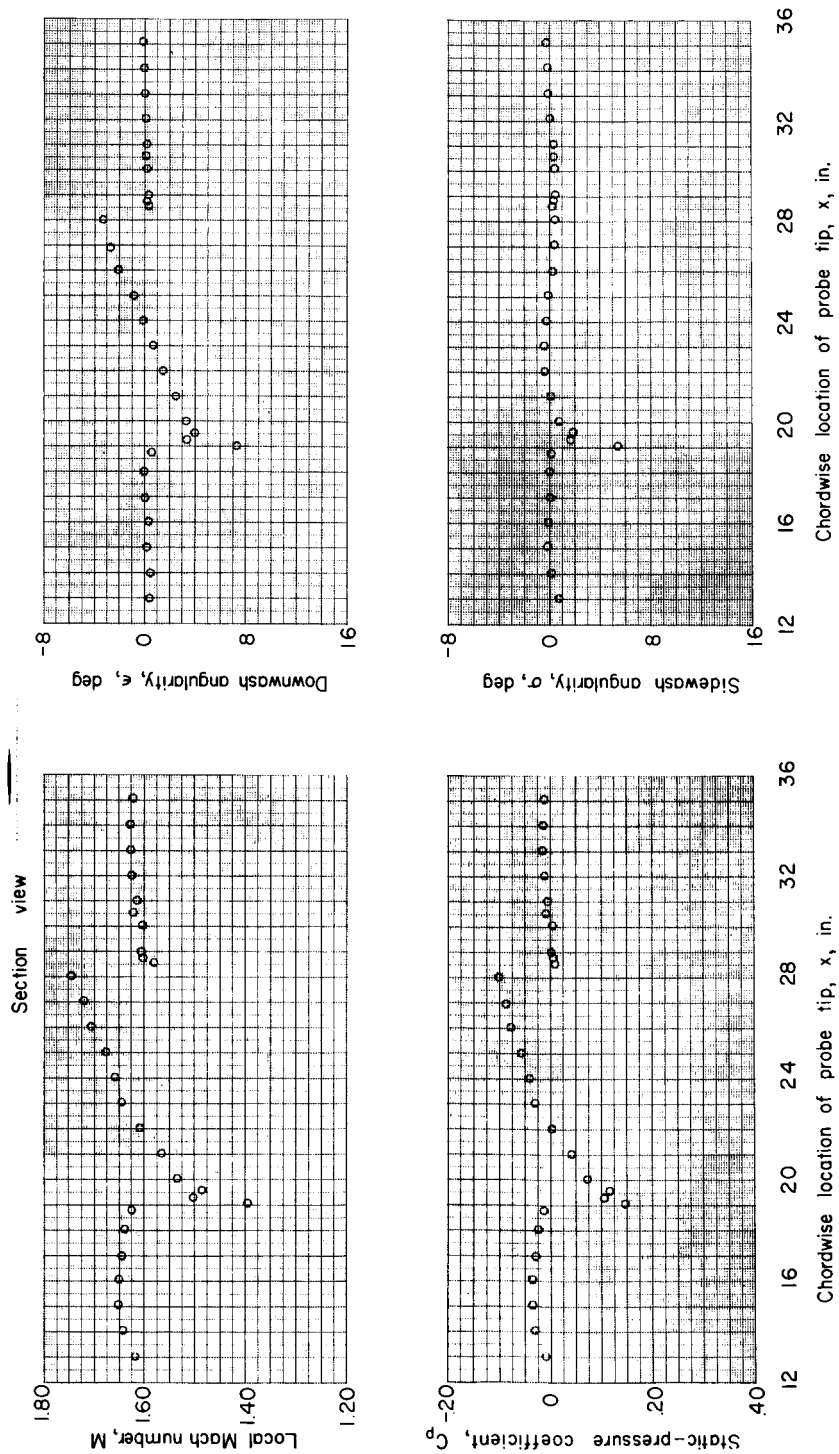 Section view
1.80
1.60
1.40
1.20
Local Mach number, M
-8
0
8
16
Downwash angularity, ϵ, deg
-.20
0
.20
.40
Static-pressure coefficient, Cp
12 16 20 24 28 32 36
Chordwise location of probe tip, x, in.
-8
0
8
16
Sidewash angularity, σ, deg
12 16 20 24 28 32 36
Chordwise location of probe tip, x, in.